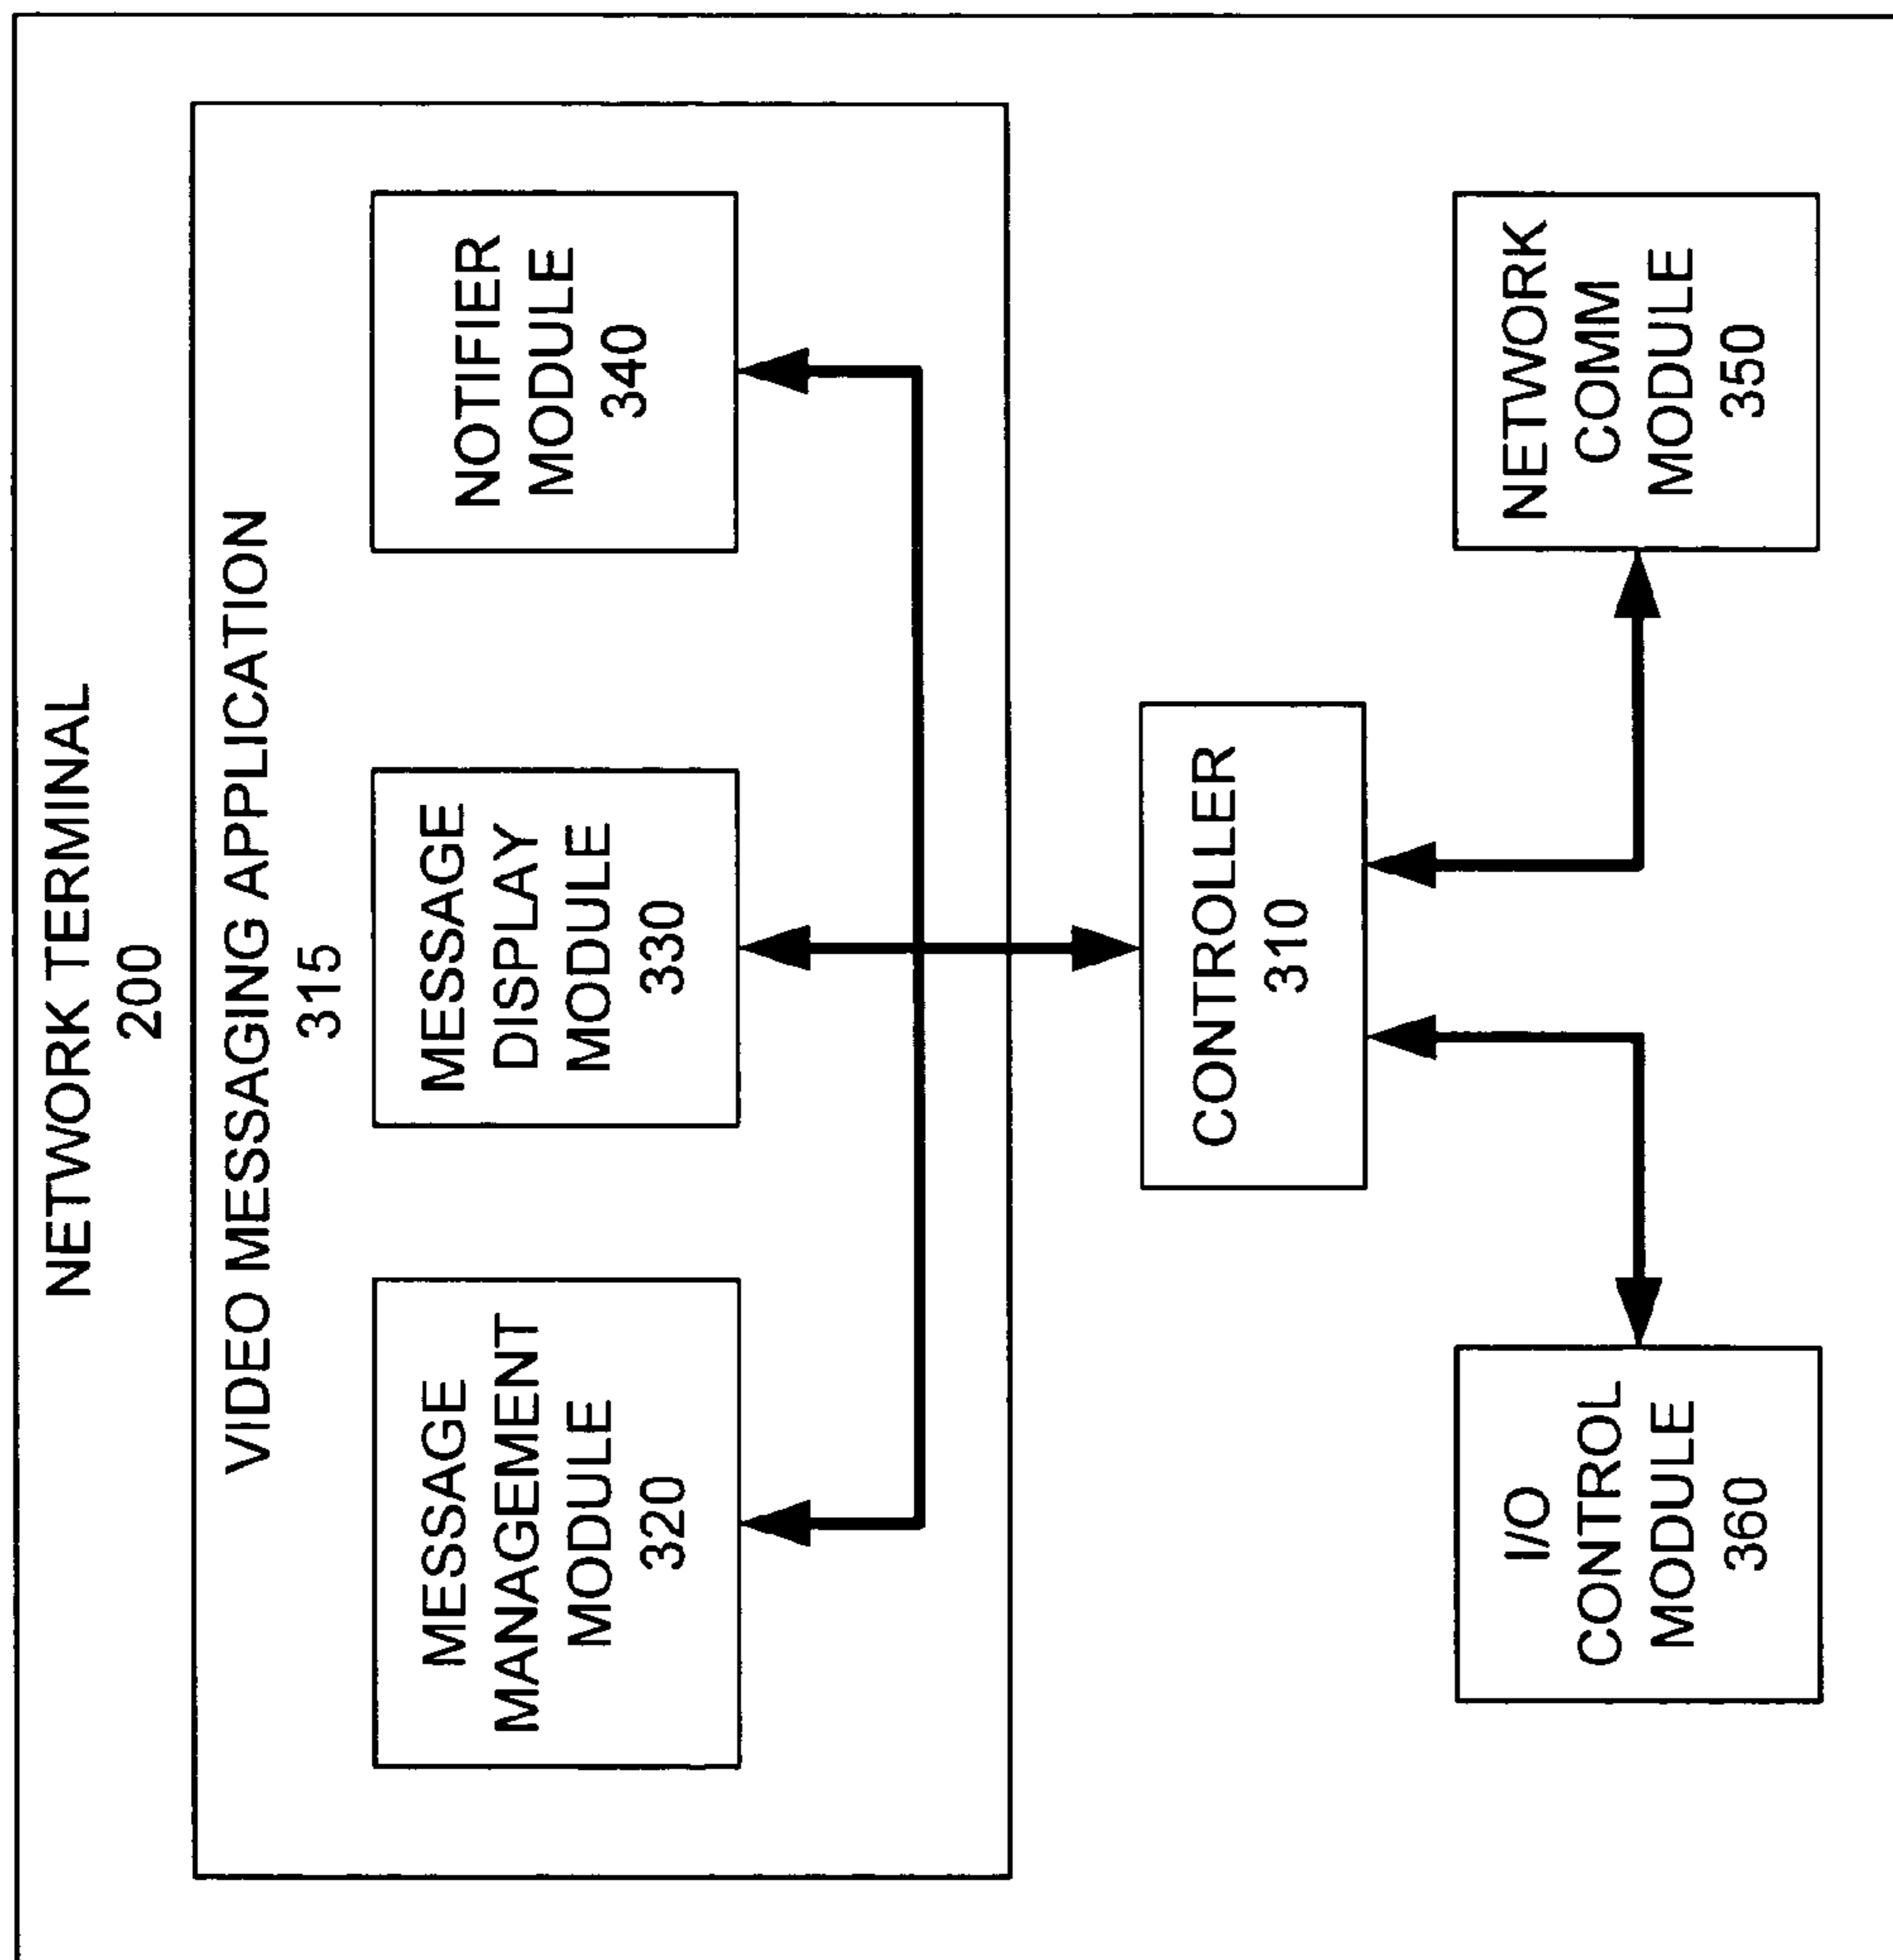 NETWORK TERMINAL
200
VIDEO MESSAGING APPLICATION
315
MESSAGE
MANAGEMENT
MODULE
320
MESSAGE
DISPLAY
MODULE
330
NOTIFIER
MODULE
340
CONTROLLER
310
I/O
CONTROL
MODULE
360
NETWORK
COMM
MODULE
350